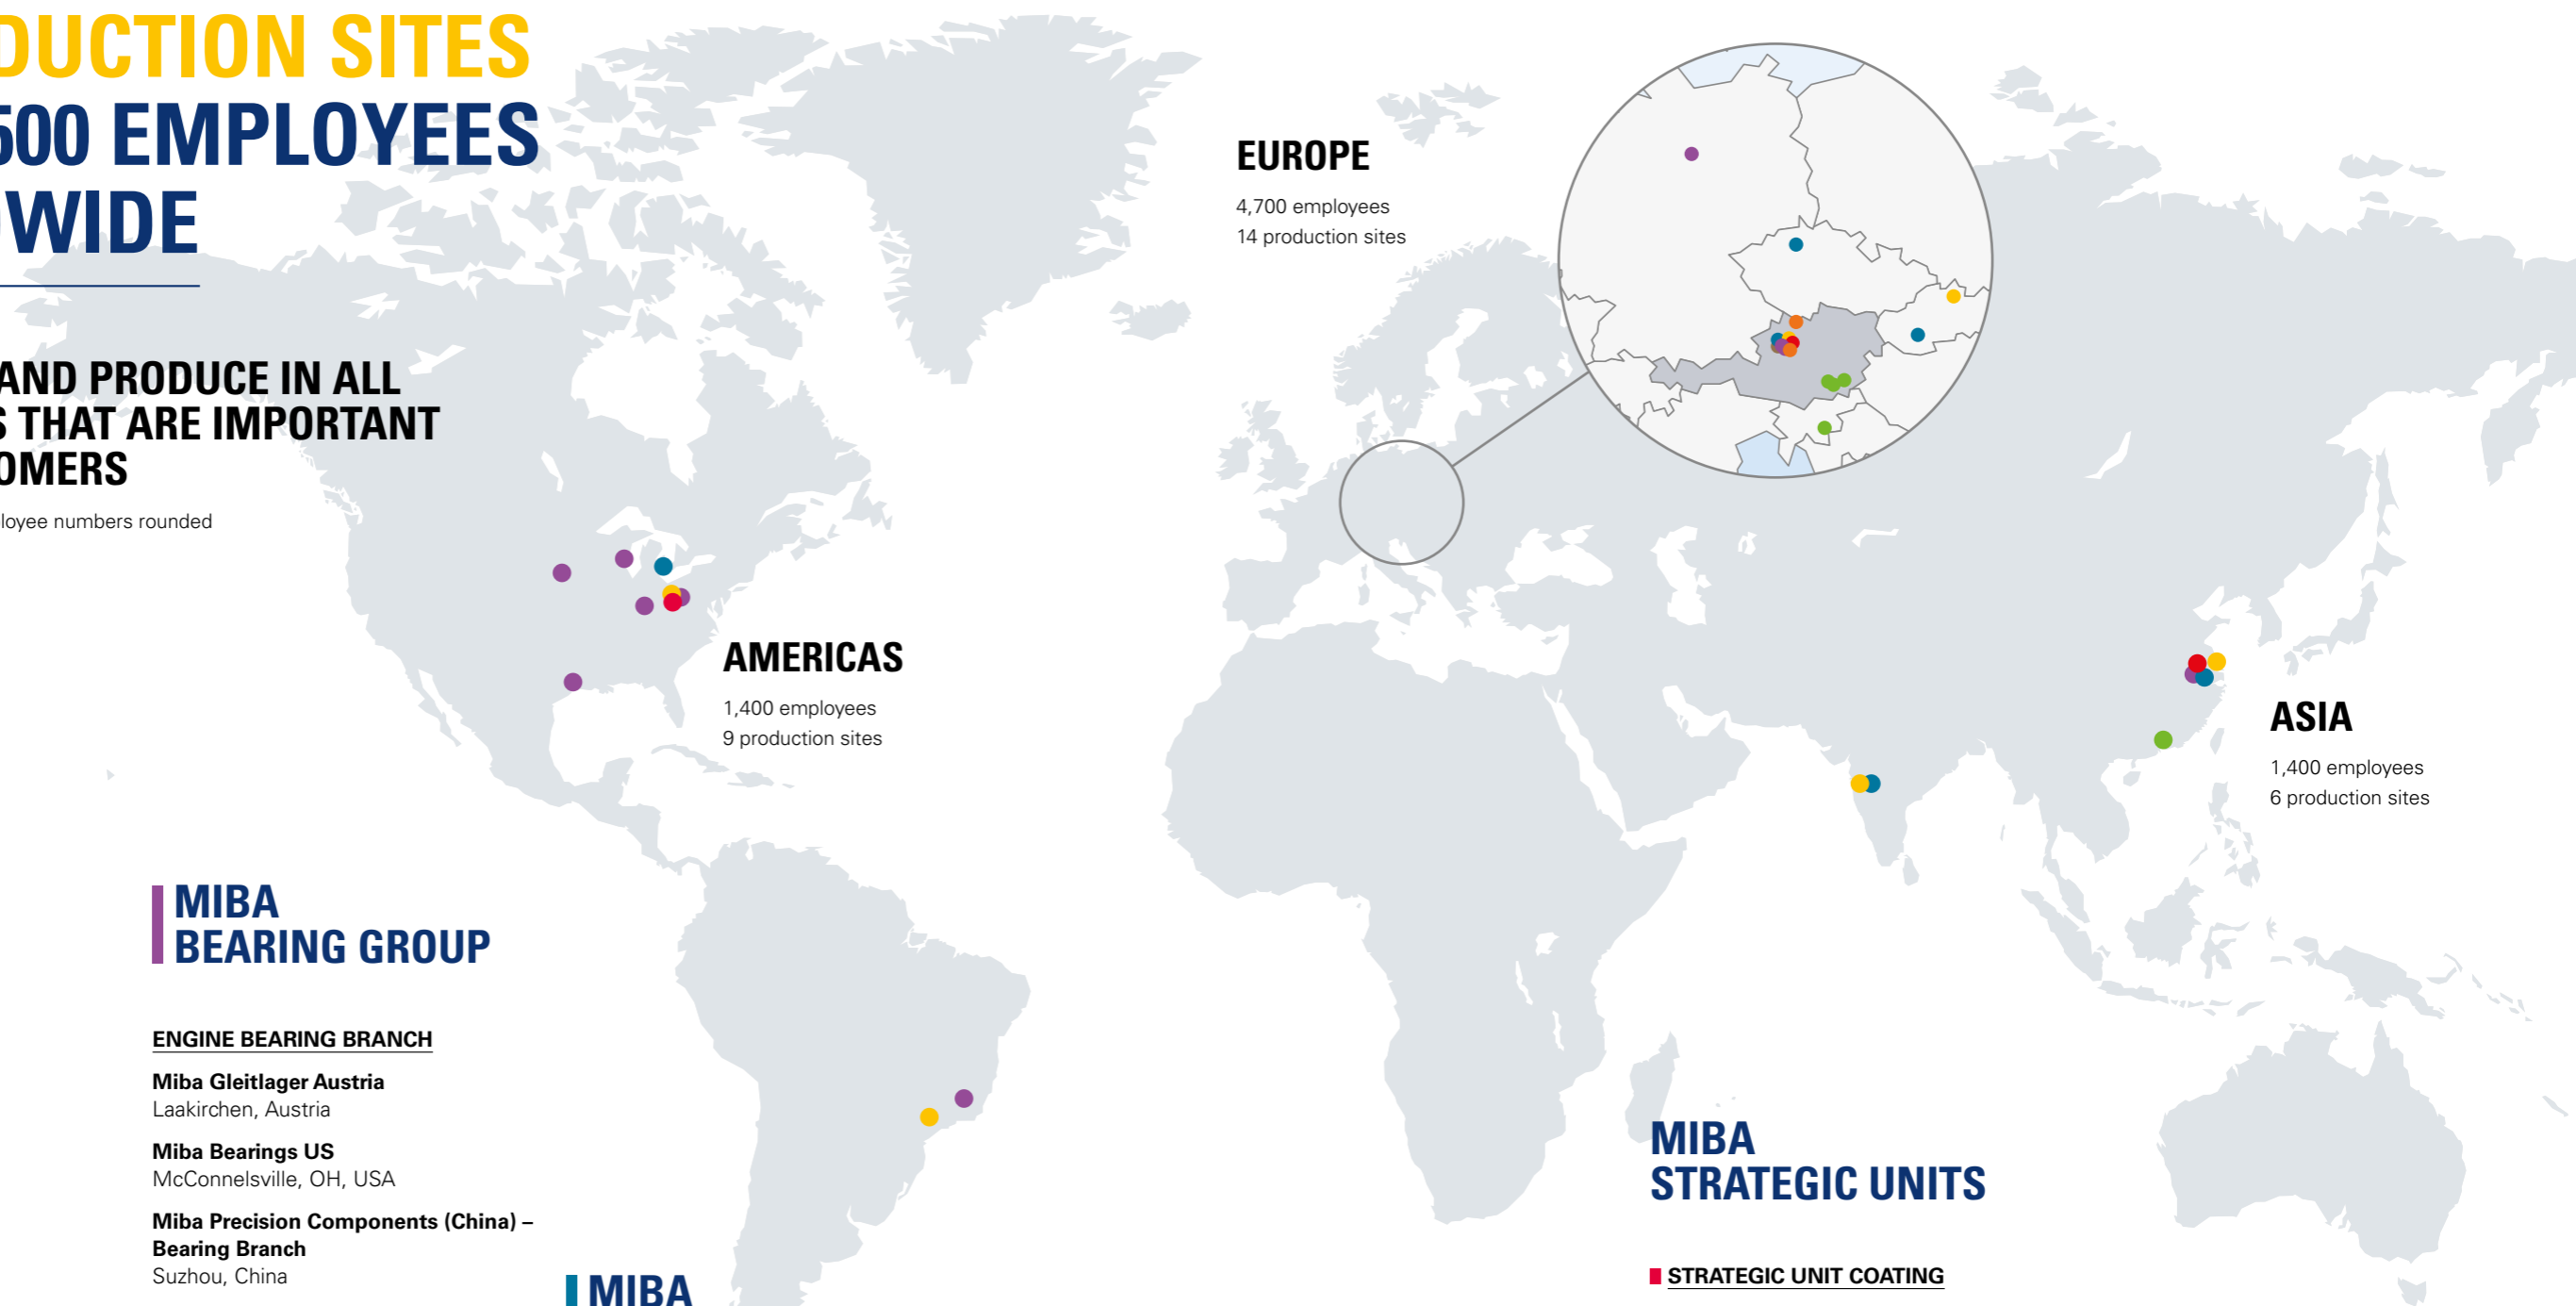 DUCTION SITES
500 EMPLOYEES
WIDE
AND PRODUCE IN ALL
S THAT ARE IMPORTANT
OMERS
loyee numbers rounded
EUROPE
4,700 employees
14 production sites
AMERICAS
1,400 employees
9 production sites
ASIA
1,400 employees
6 production sites
MIBA
BEARING GROUP
ENGINE BEARING BRANCH
Miba Gleitlager Austria
Laakirchen, Austria
Miba Bearings US
McConnelsville, OH, USA
Miba Precision Components (China) –
Bearing Branch
Suzhou, China
MIBA
MIBA
STRATEGIC UNITS
STRATEGIC UNIT COATING